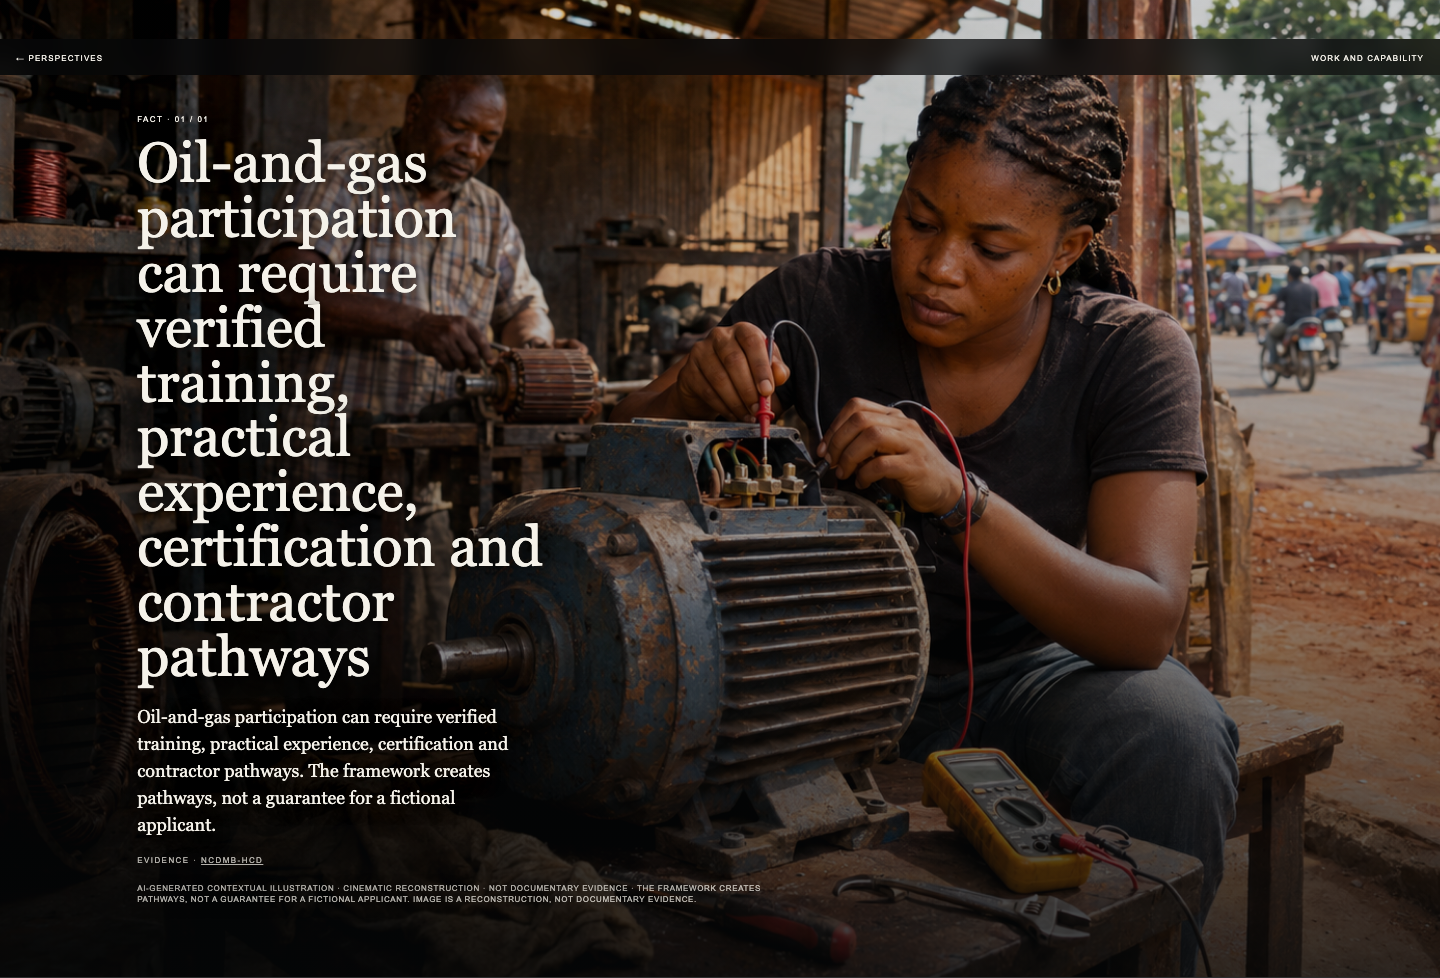 ← PERSPECTIVES
WORK AND CAPABILITY
FACT · 01 / 01
Oil-and-gas
participation
can require
verified
training,
practical
experience,
certification and
contractor
pathways
Oil-and-gas participation can require verified
training, practical experience, certification and
contractor pathways. The framework creates
pathways, not a guarantee for a fictional
applicant.
EVIDENCE · NCDMB-HCD
AI-GENERATED CONTEXTUAL ILLUSTRATION · CINEMATIC RECONSTRUCTION · NOT DOCUMENTARY EVIDENCE · THE FRAMEWORK CREATES
PATHWAYS, NOT A GUARANTEE FOR A FICTIONAL APPLICANT. IMAGE IS A RECONSTRUCTION, NOT DOCUMENTARY EVIDENCE.